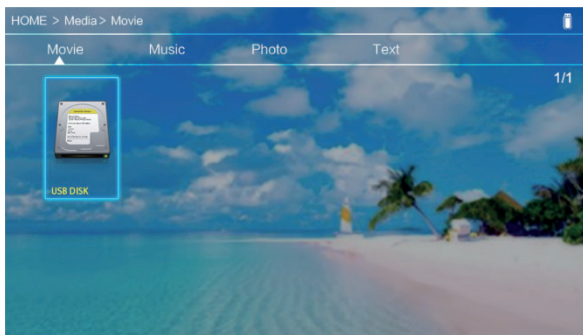 HOME > Media > Movie
Movie Music Photo Text
1/1
USB DISK